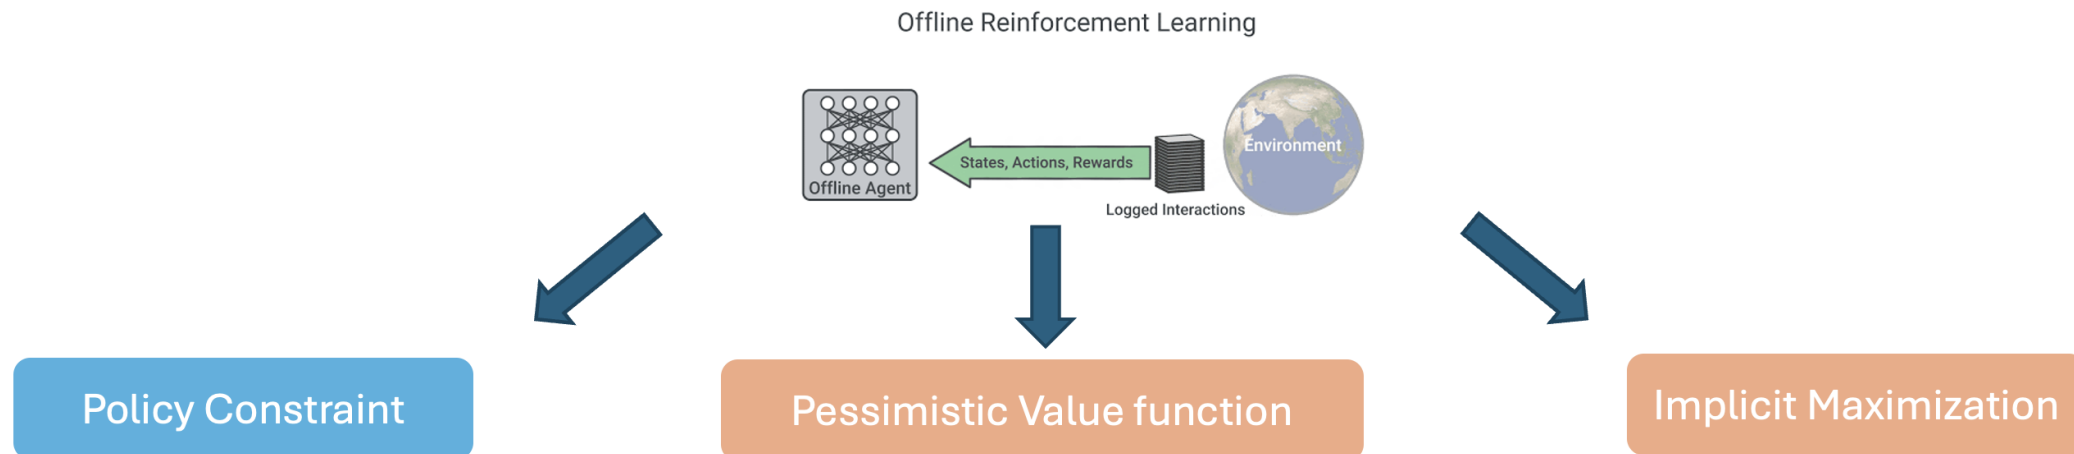 Offline Reinforcement Learning
Environment
States, Actions, Rewards
Offline Agent
Logged Interactions
Policy Constraint
Pessimistic Value function
Implicit Maximization